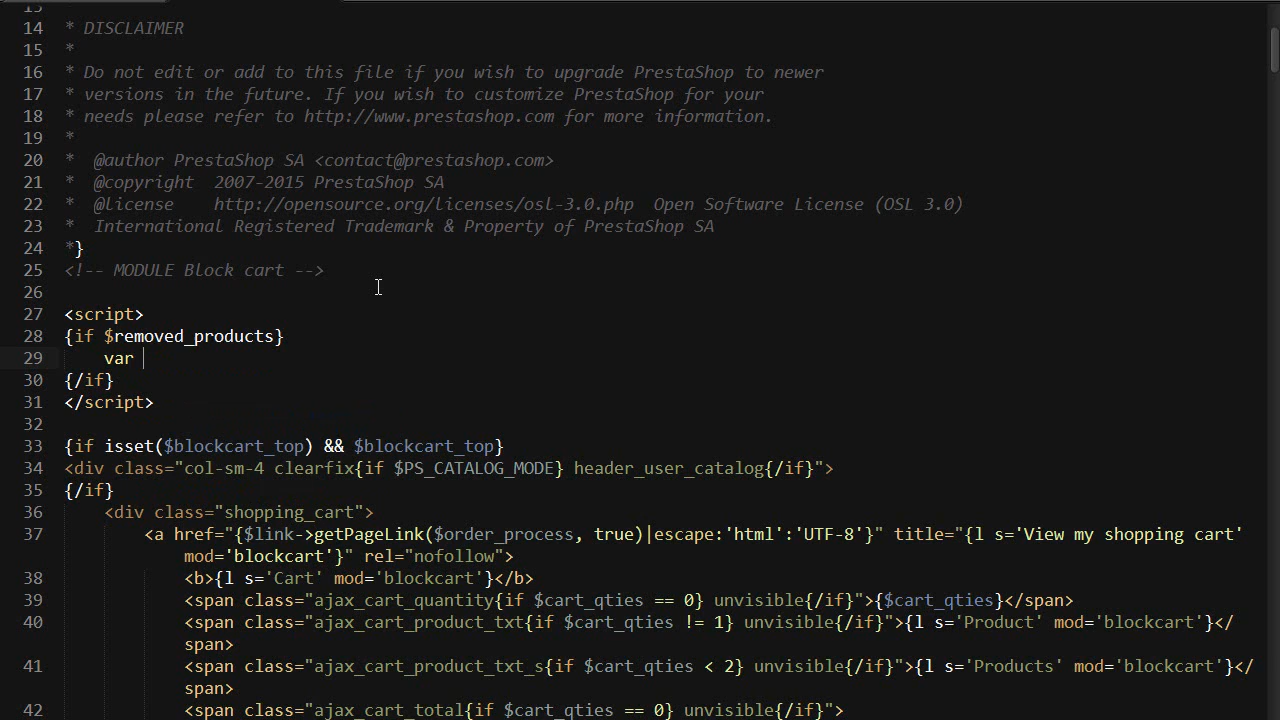 13
14 * DISCLAIMER
15 *
16 * Do not edit or add to this file if you wish to upgrade PrestaShop to newer
17 * versions in the future. If you wish to customize PrestaShop for your
18 * needs please refer to http://www.prestashop.com for more information.
19 *
20 *  @author PrestaShop SA <contact@prestashop.com>
21 *  @copyright  2007-2015 PrestaShop SA
22 *  @license    http://opensource.org/licenses/osl-3.0.php  Open Software License (OSL 3.0)
23 *  International Registered Trademark & Property of PrestaShop SA
24 *}
25 <!-- MODULE Block cart -->
26
27 <script>
28 {if $removed_products}
29     var
30 {/if}
31 </script>
32
33 {if isset($blockcart_top) && $blockcart_top}
34 <div class="col-sm-4 clearfix{if $PS_CATALOG_MODE} header_user_catalog{/if}">
35 {/if}
36     <div class="shopping_cart">
37         <a href="{$link->getPageLink($order_process, true)|escape:'html':'UTF-8'}" title="{l s='View my shopping cart'
mod='blockcart'}" rel="nofollow">
38             <b>{l s='Cart' mod='blockcart'}</b>
39             <span class="ajax_cart_quantity{if $cart_qties == 0} unvisible{/if}">{$cart_qties}</span>
40             <span class="ajax_cart_product_txt{if $cart_qties != 1} unvisible{/if}">{l s='Product' mod='blockcart'}</
span>
41             <span class="ajax_cart_product_txt_s{if $cart_qties < 2} unvisible{/if}">{l s='Products' mod='blockcart'}</
span>
42             <span class="ajax_cart_total{if $cart_qties == 0} unvisible{/if}">